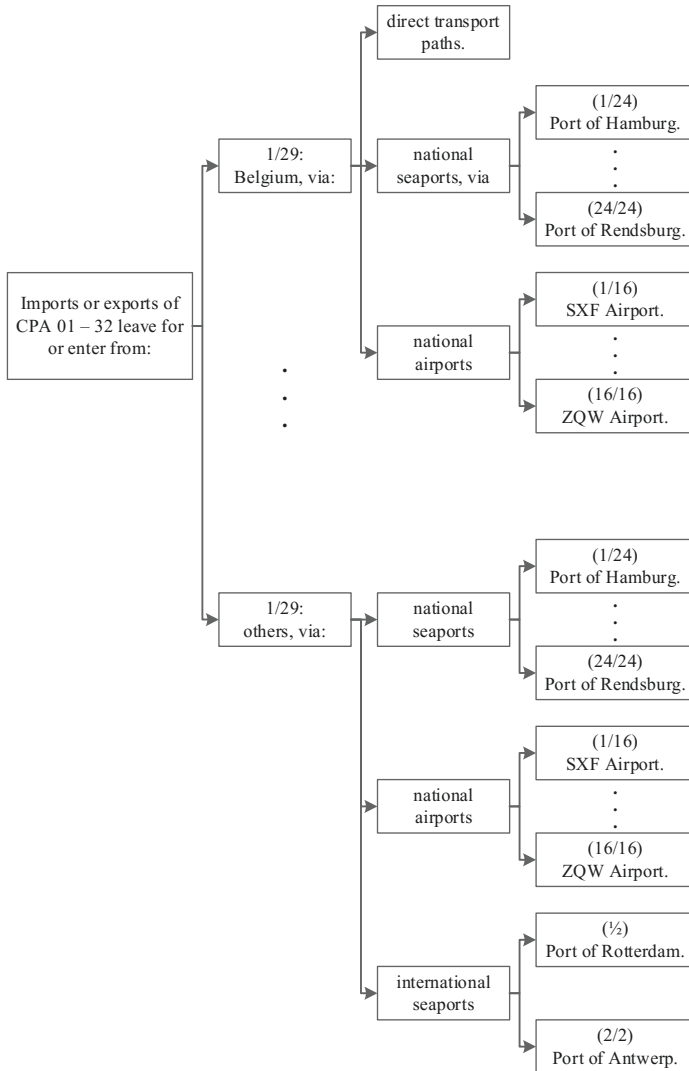 direct transport
paths.
1/29:
Belgium, via:
national
seaports, via
(1/24)
Port of Hamburg.
(24/24)
Port of Rendsburg.
Imports or exports of
CPA 01 – 32 leave for
or enter from:
national
airports
(1/16)
SXF Airport.
(16/16)
ZQW Airport.
1/29:
others, via:
national
seaports
(1/24)
Port of Hamburg.
(24/24)
Port of Rendsburg.
national
airports
(1/16)
SXF Airport.
(16/16)
ZQW Airport.
international
seaports
(½)
Port of Rotterdam.
(2/2)
Port of Antwerp.